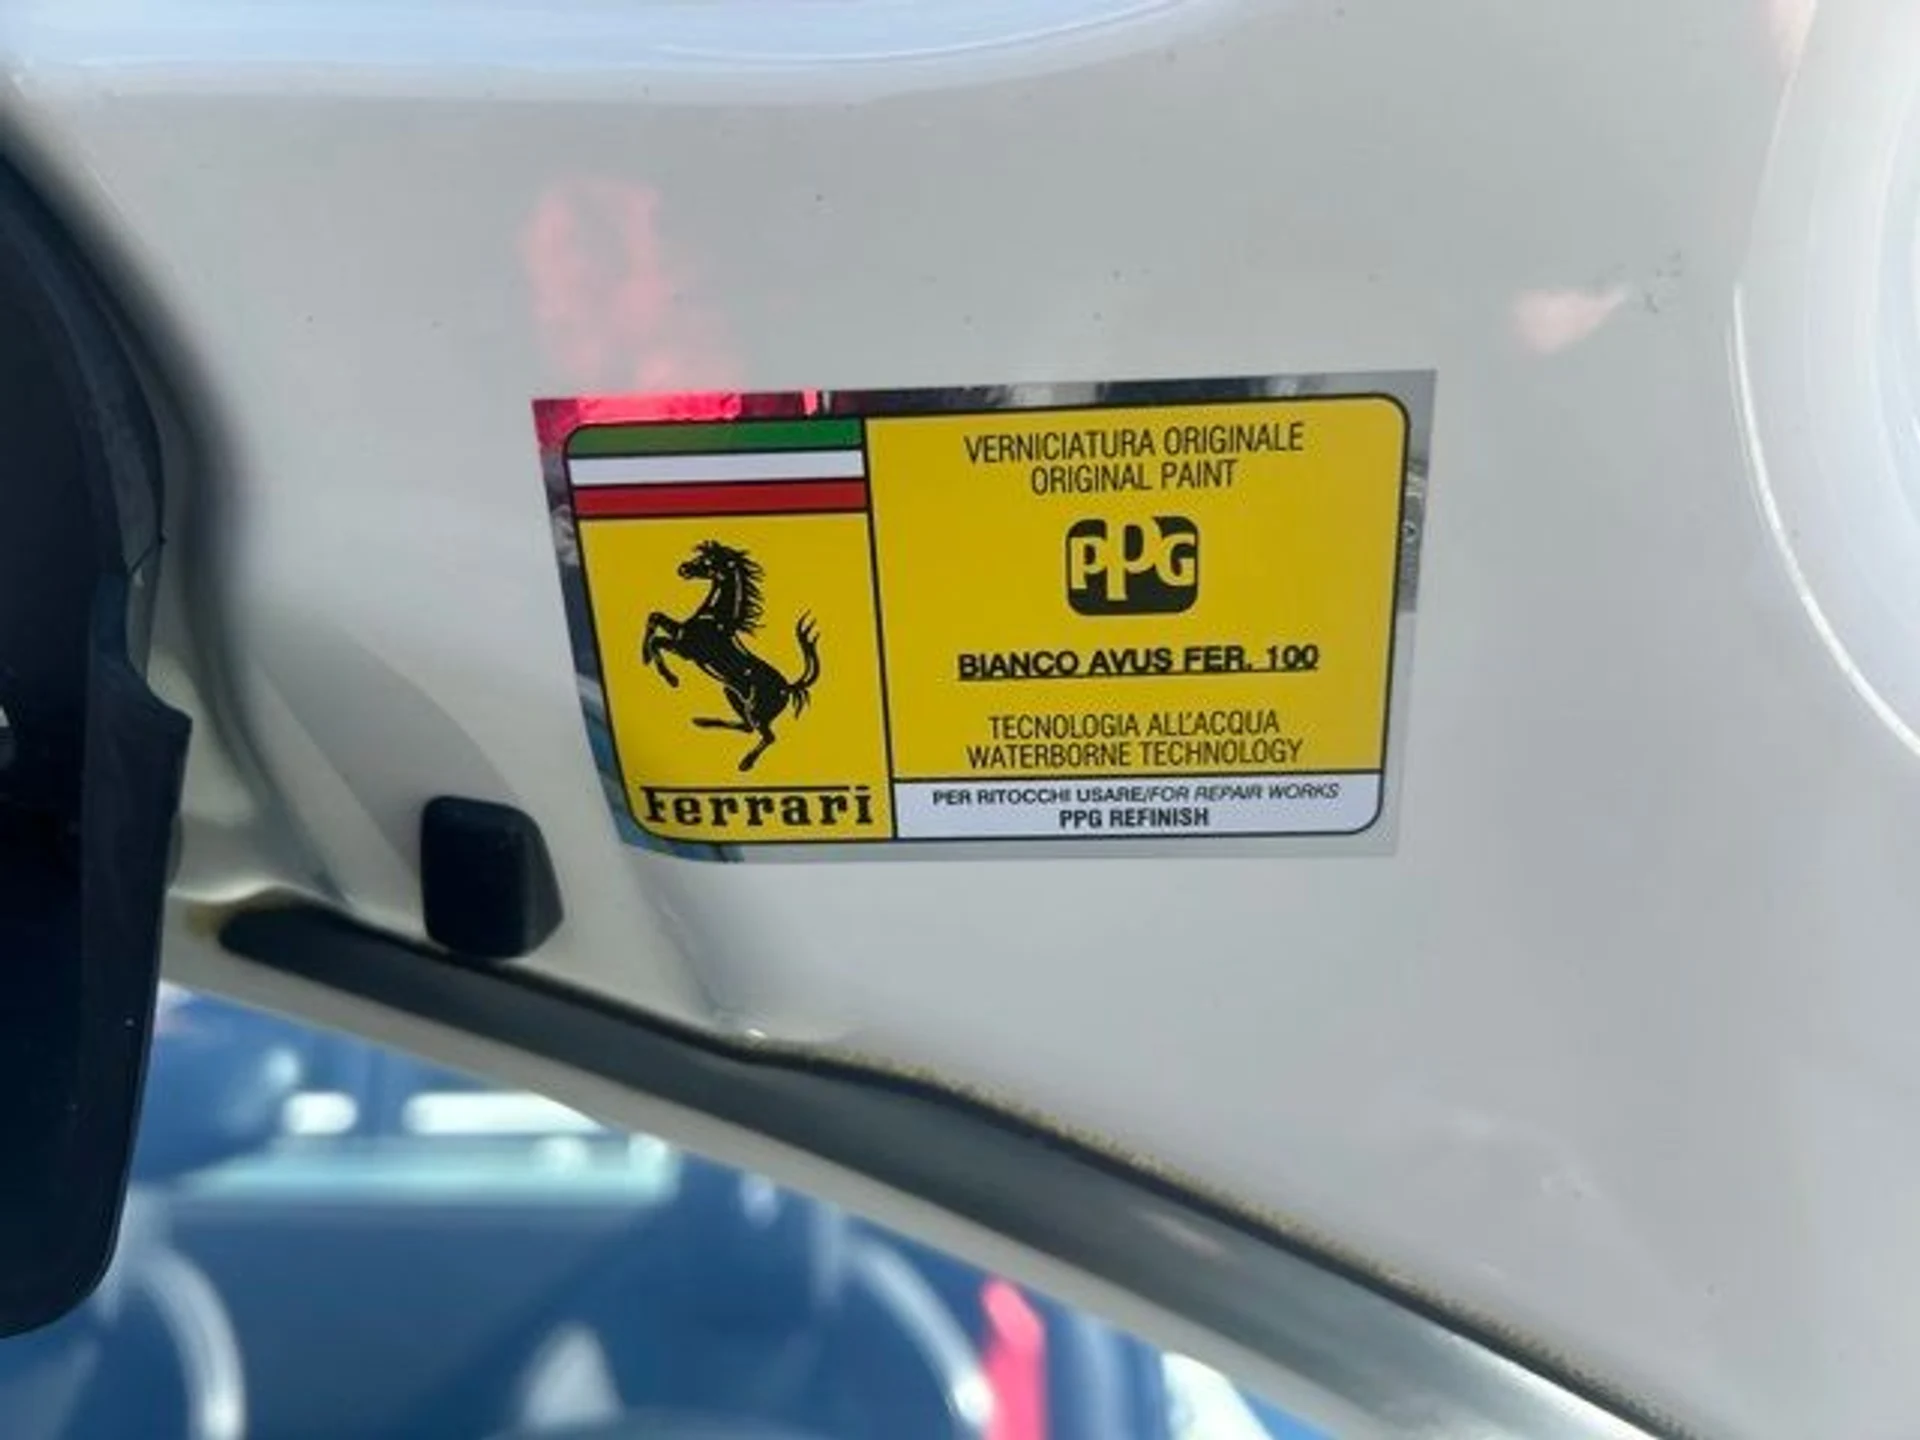 VERNICIATURA ORIGINALE
ORIGINAL PAINT
PPG
BIANCO AVUS FER. 100
TECNOLOGIA ALL'ACQUA
WATERBORNE TECHNOLOGY
Ferrari
PER RITOCCHI USARE/FOR REPAIR WORKS
PPG REFINISH